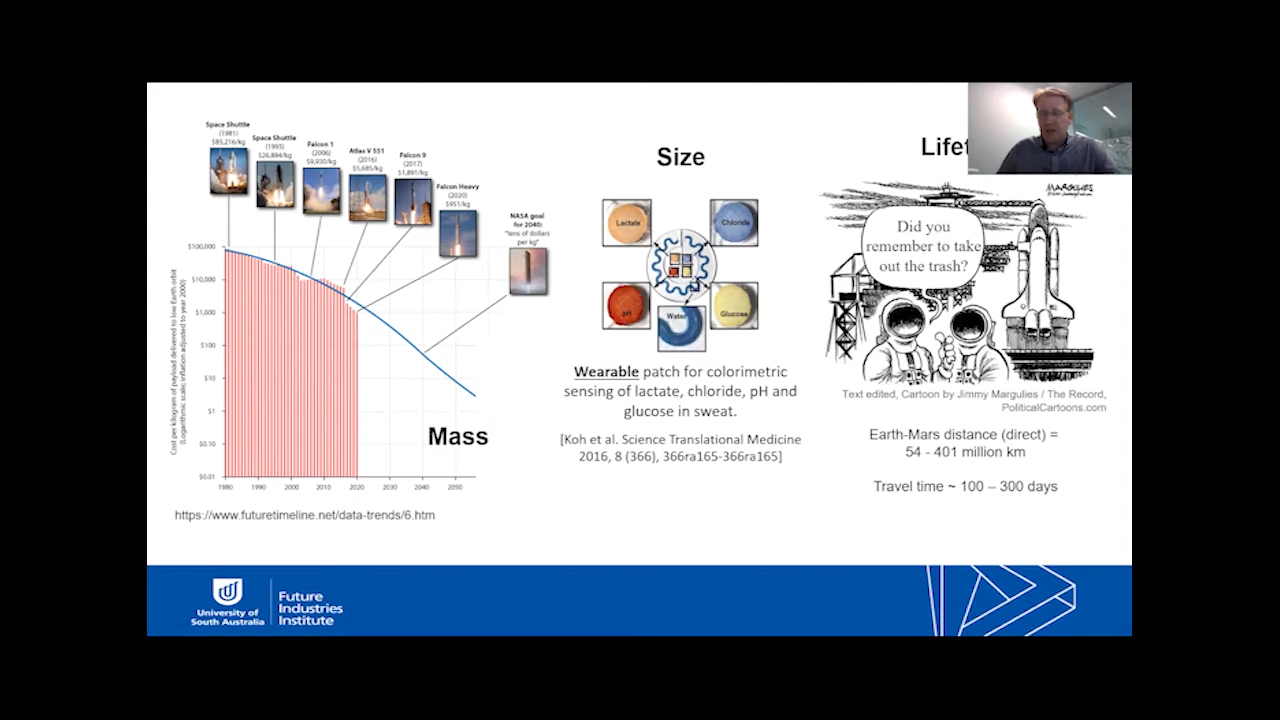 Space Shuttle
(1981)
$85,216/kg
Space Shuttle
(1995)
$26,884/kg
Falcon 1
(2006)
$9,930/kg
Atlas V 551
(2016)
$5,685/kg
Falcon 9
(2017)
$1,891/kg
Falcon Heavy
(2020)
$951/kg
NASA goal
for 2040:
"tens of dollars
per kg"
Cost per kilogram of payload delivered to low Earth orbit
(Logarithmic scale; inflation adjusted to year 2000)
$100,000
$10,000
$1,000
$100
$10
$1
$0.10
$0.01
1980 1990 2000 2010 2020 2030 2040 2050
Mass
https://www.futuretimeline.net/data-trends/6.htm
Size
Lactate
Chloride
pH
Water
Glucose
Wearable patch for colorimetric
sensing of lactate, chloride, pH and
glucose in sweat.
[Koh et al. Science Translational Medicine
2016, 8 (366), 366ra165-366ra165]
Lifet
MARGULIES
Did you
remember to take
out the trash?
Text edited, Cartoon by Jimmy Margulies / The Record,
PoliticalCartoons.com
Earth-Mars distance (direct) =
54 - 401 million km
Travel time ~ 100 – 300 days
University of
South Australia
Future
Industries
Institute